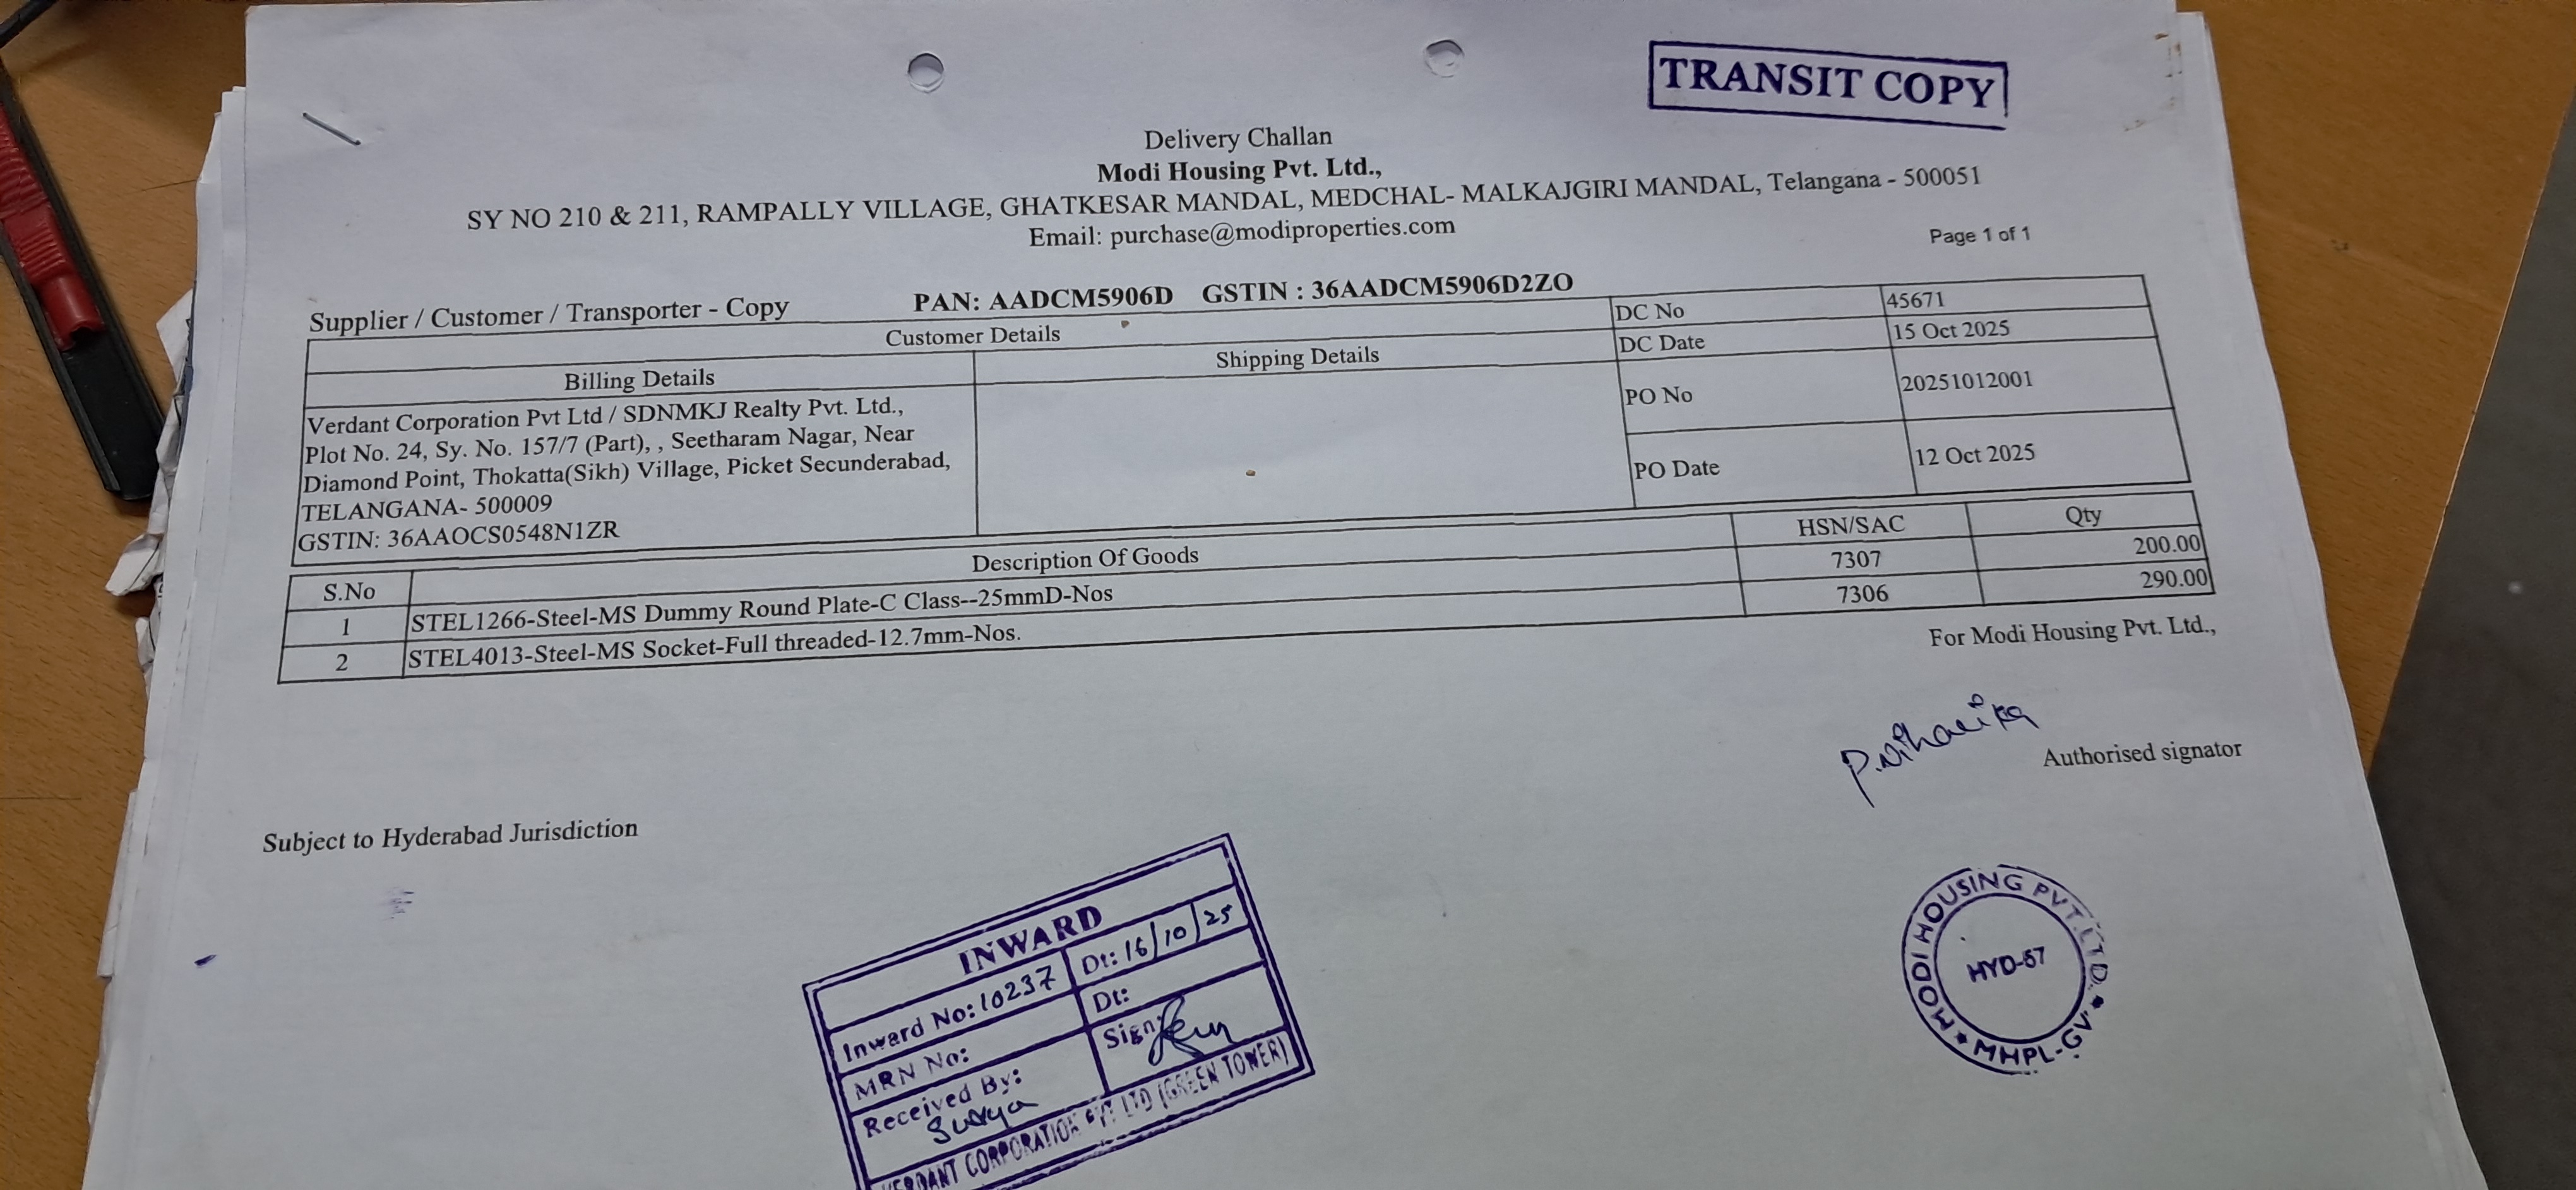 TRANSIT COPY
Delivery Challan
Modi Housing Pvt. Ltd.,
SY NO 210 & 211, RAMPALLY VILLAGE, GHATKESAR MANDAL, MEDCHAL- MALKAJGIRI MANDAL, Telangana - 500051
Email: purchase@modiproperties.com
Page 1 of 1
Supplier / Customer / Transporter - Copy
PAN: AADCM5906D GSTIN : 36AADCM5906D2ZO
Customer Details
DC No 45671
DC Date 15 Oct 2025
PO No 20251012001
PO Date 12 Oct 2025
Billing Details
Shipping Details
Verdant Corporation Pvt Ltd / SDNMKJ Realty Pvt. Ltd.,
Plot No. 24, Sy. No. 157/7 (Part), , Seetharam Nagar, Near
Diamond Point, Thokatta(Sikh) Village, Picket Secunderabad,
TELANGANA- 500009
GSTIN: 36AAOCS0548N1ZR
S.No Description Of Goods HSN/SAC Qty
1 STEL1266-Steel-MS Dummy Round Plate-C Class--25mmD-Nos 7307 200.00
2 STEL4013-Steel-MS Socket-Full threaded-12.7mm-Nos. 7306 290.00
For Modi Housing Pvt. Ltd.,
P.Niharika
Authorised signator
Subject to Hyderabad Jurisdiction
INWARD
Inward No: 10237 Dt: 16/10/25
MRN No: Dt:
Received By: Surya Sign:
VERDANT CORPORATION PVT LTD (GREEN TOWER)
MODI HOUSING PVT. LTD.
HYD-57
★ MHPL-GV. ★